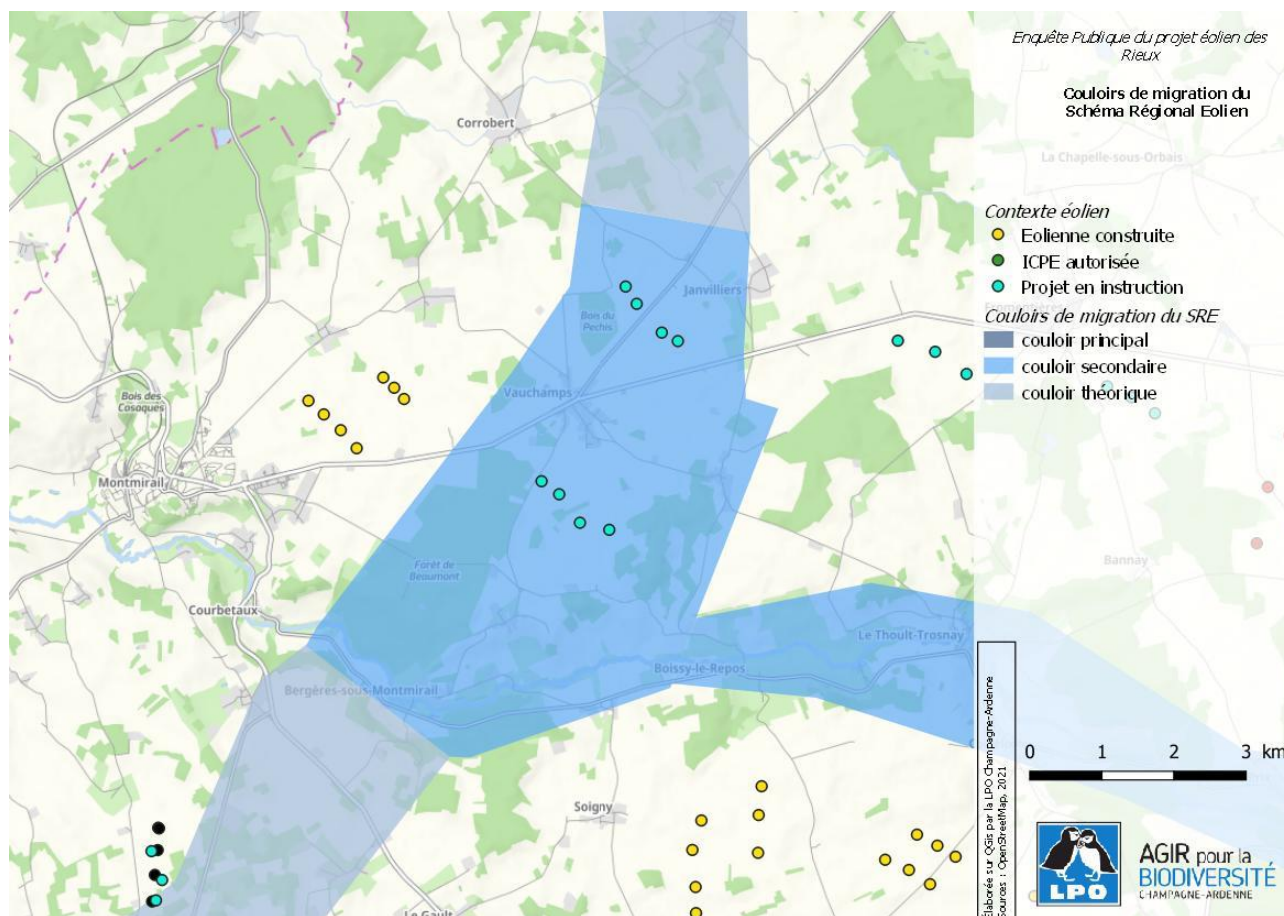 Enquête Publique du projet éolien des
Rieux
Couloirs de migration du
Schéma Régional Eolien
Corrobert
La Chapelle-sous-Orbais
Contexte éolien
Eolienne construite
ICPE autorisée
Projet en instruction
Couloirs de migration du SRE
couloir principal
couloir secondaire
couloir théorique
Janvilliers
Bois du
Pechis
Vauchamps
Bois des
Cosaques
Montmirail
Forêt de
Beaumont
Bannay
Courbetaux
Le Thoult-Trosnay
Boissy-le-Repos
Bergères-sous-Montmirail
Soigny
Le Gault
0 1 2 3 km
Elaborée sur QGis par la LPO Champagne-Ardenne
Sources : OpenStreetMap, 2021
LPO
AGIR pour la
BIODIVERSITÉ
CHAMPAGNE-ARDENNE